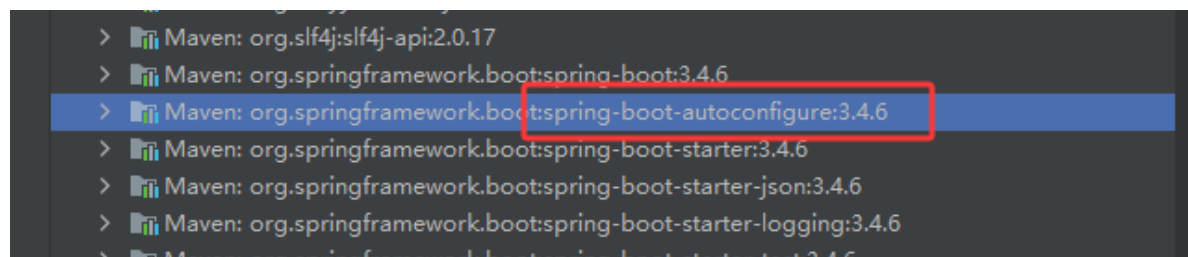 Maven: org.slf4j:slf4j-api:2.0.17
Maven: org.springframework.boot:spring-boot:3.4.6
Maven: org.springframework.boot:spring-boot-autoconfigure:3.4.6
Maven: org.springframework.boot:spring-boot-starter:3.4.6
Maven: org.springframework.boot:spring-boot-starter-json:3.4.6
Maven: org.springframework.boot:spring-boot-starter-logging:3.4.6